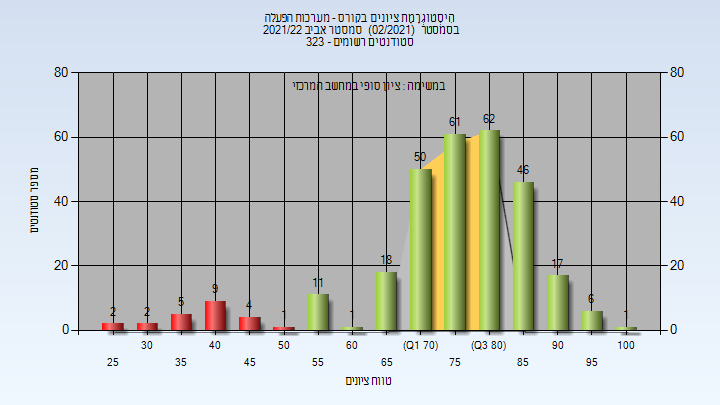 היסטוגרמת ציונים בקורס - מערכות הפעלה
בסמסטר (02/2021) סמסטר אביב 2021/22
סטודנטים רשומים - 323
במשימה : ציון סופי במחשב המרכזי
מספר סטודנטים
80 80
60 60
40 40
20 20
0 0
2 2 5 9 4 1 11 1 18 50 61 62 46 17 6 1
30 40 50 60 (Q1 70) (Q3 80) 90 100
25 35 45 55 65 75 85 95
טווח ציונים